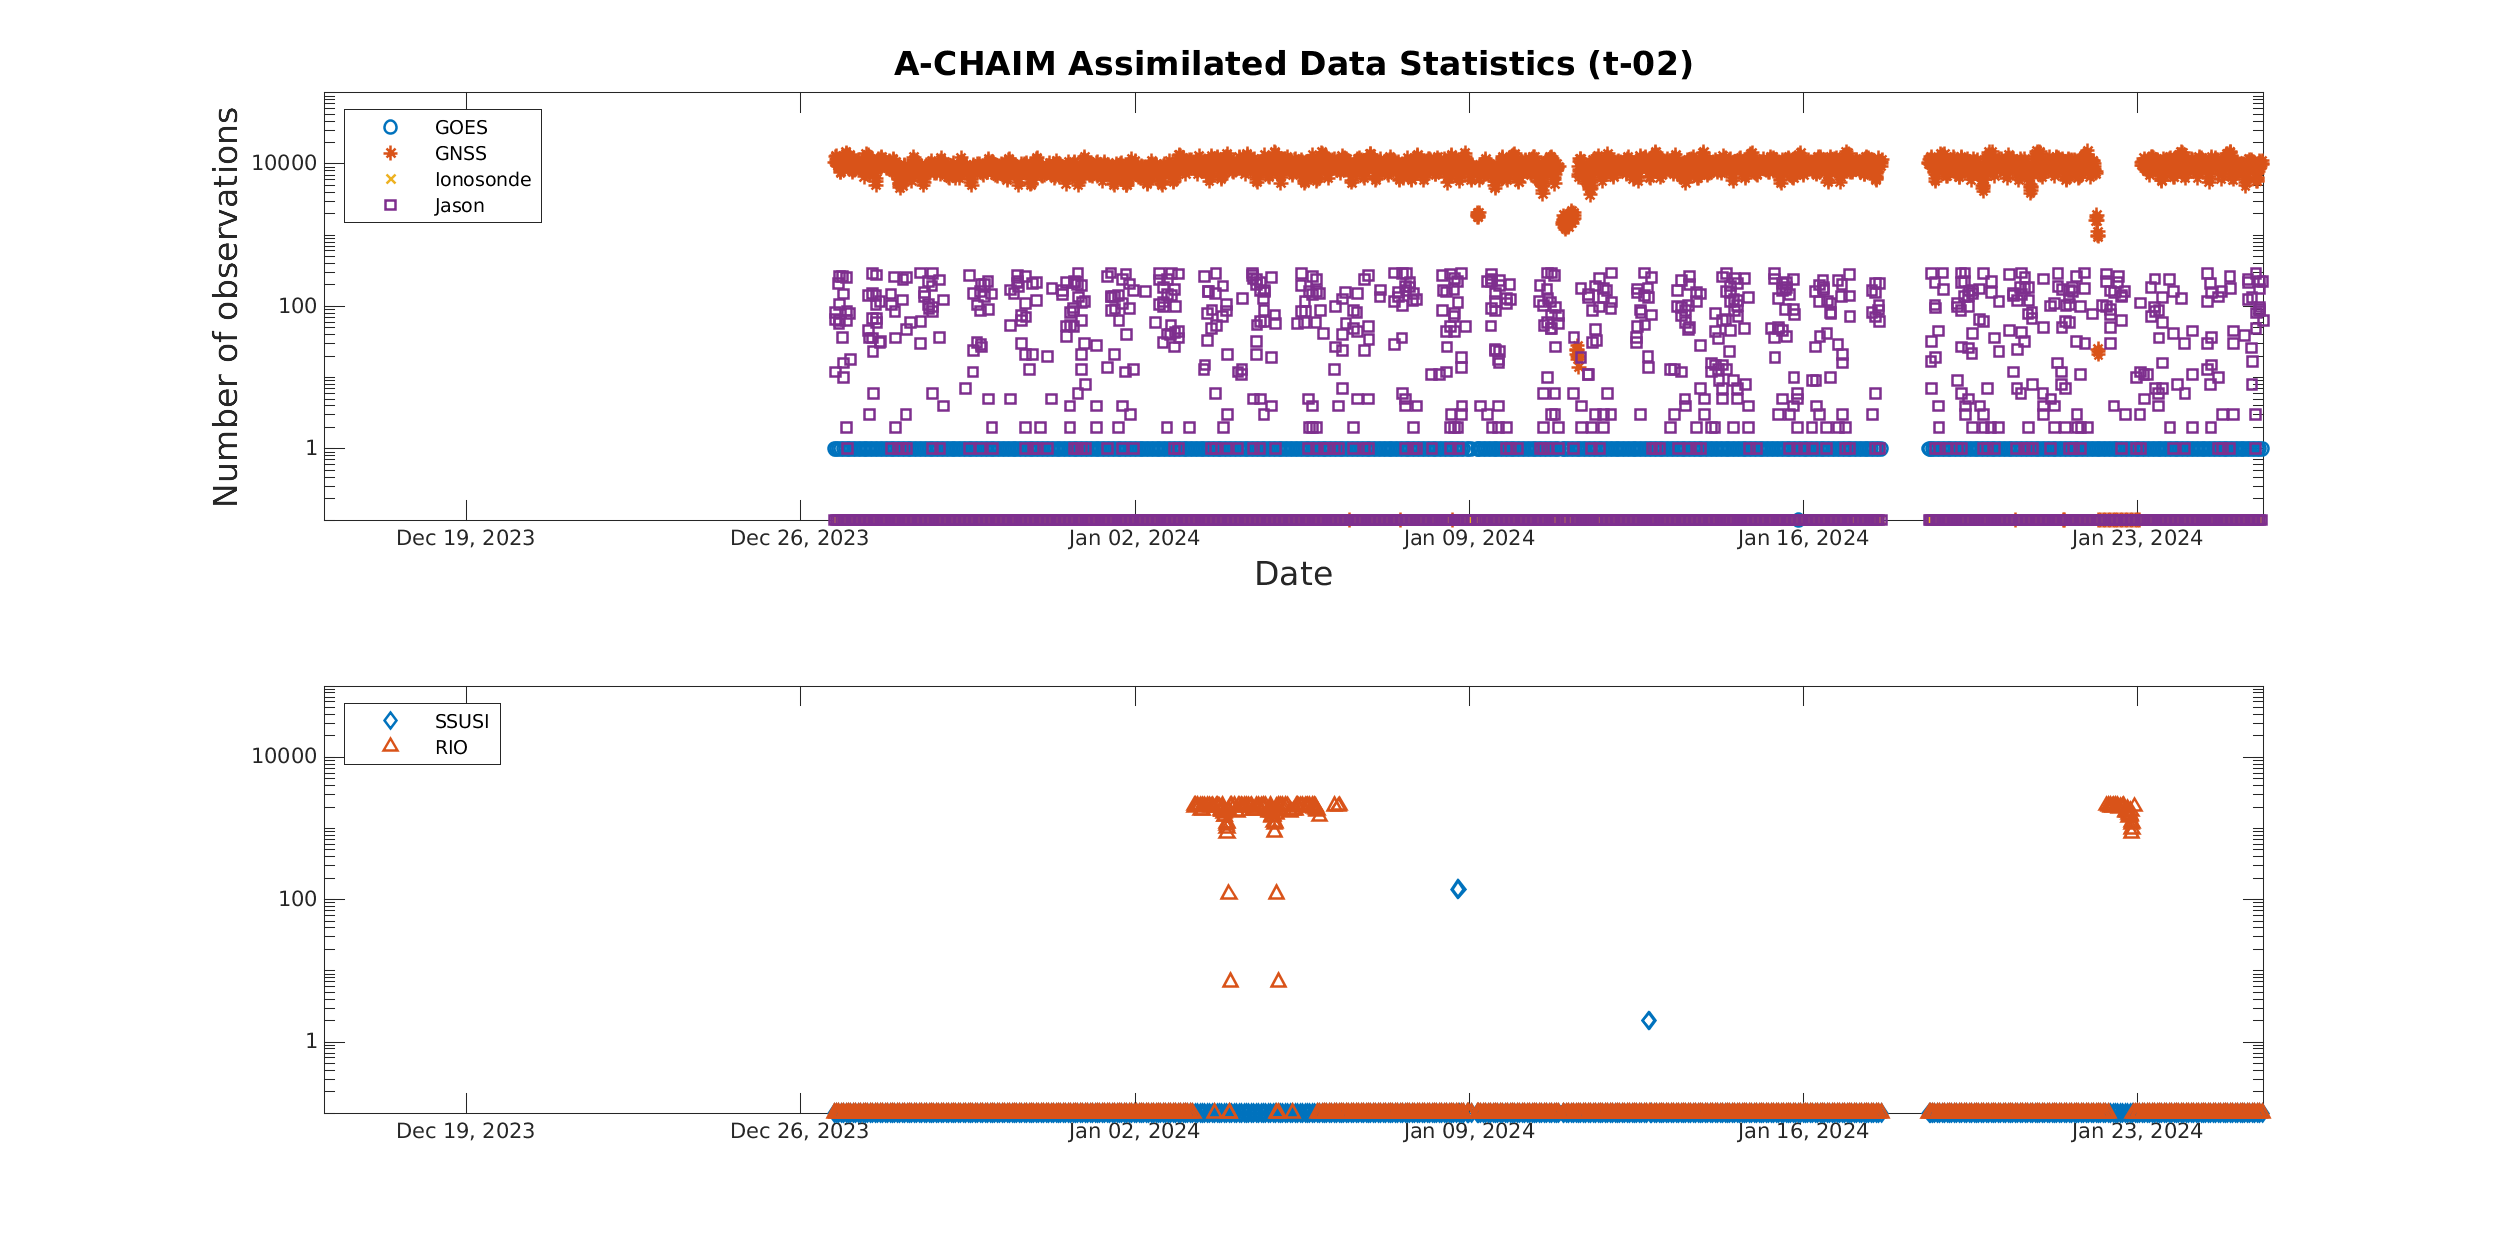 A-CHAIM Assimilated Data Statistics (t-02)
Number of observations
10000
100
1
GOES
GNSS
Ionosonde
Jason
Dec 19, 2023 Dec 26, 2023 Jan 02, 2024 Jan 09, 2024 Jan 16, 2024 Jan 23, 2024
Date
10000
100
1
SSUSI
RIO
Dec 19, 2023 Dec 26, 2023 Jan 02, 2024 Jan 09, 2024 Jan 16, 2024 Jan 23, 2024